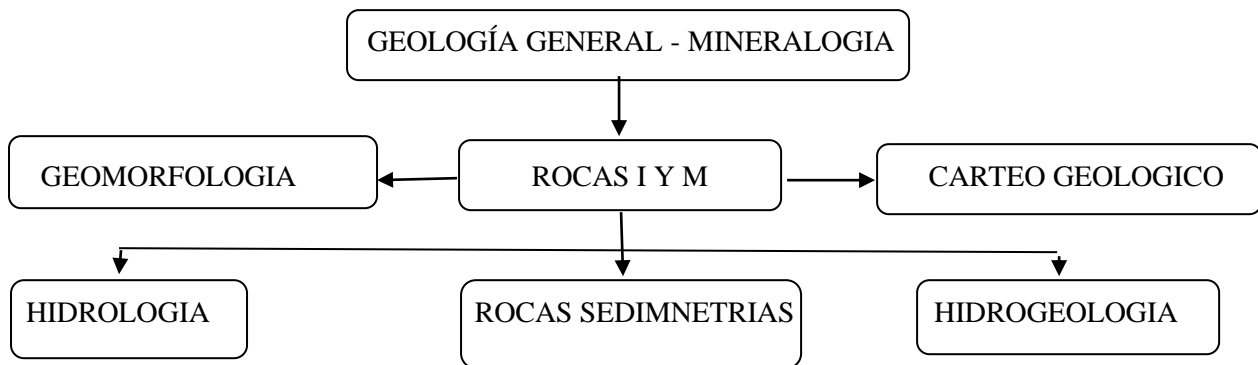 GEOLOGÍA GENERAL - MINERALOGIA
GEOMORFOLOGIA
ROCAS I Y M
CARTEO GEOLOGICO
HIDROLOGIA
ROCAS SEDIMNETRIAS
HIDROGEOLOGIA